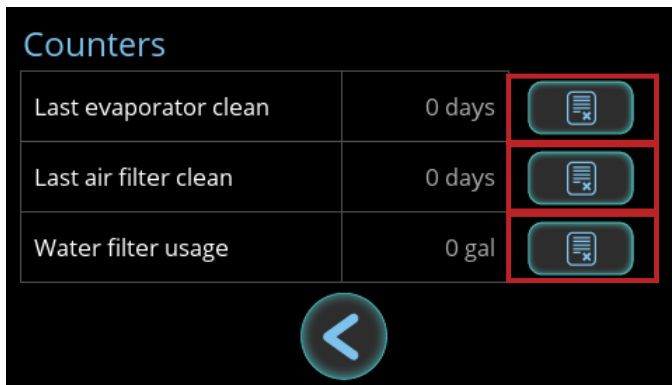 Counters
Last evaporator clean 0 days
Last air filter clean 0 days
Water filter usage 0 gal